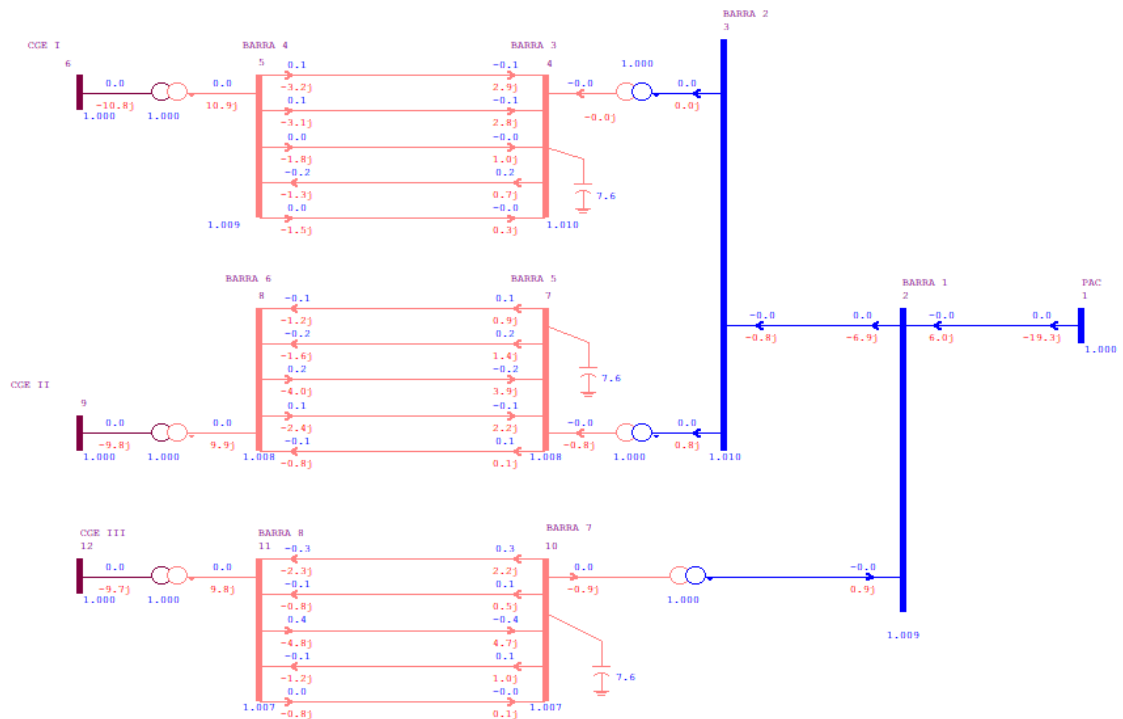 BARRA 2
3
CGE I
6
BARRA 4
5
BARRA 3
4
1.000
0.0
-10.8j
1.000
1.000
0.0
10.9j
0.1
-3.2j
-0.1
2.9j
0.1
-3.1j
-0.1
2.8j
0.0
-1.8j
-0.0
1.0j
-0.2
-1.3j
0.2
0.7j
0.0
-1.5j
-0.0
0.3j
1.009
1.010
7.6
-0.0
-0.0j
0.0
0.0j
BARRA 6
8
BARRA 5
7
-0.1
-1.2j
0.1
0.9j
-0.2
-1.6j
0.2
1.4j
0.2
-4.0j
-0.2
3.9j
0.1
-2.4j
-0.1
2.2j
-0.1
-0.8j
0.1
0.1j
7.6
CGE II
9
0.0
-9.8j
1.000
1.000
0.0
9.9j
1.008
1.008
-0.0
-0.8j
1.000
0.0
0.8j
1.010
BARRA 1
2
PAC
1
-0.0
-0.8j
0.0
-6.9j
-0.0
6.0j
0.0
-19.3j
1.000
CGE III
12
BARRA 8
11
BARRA 7
10
0.0
-9.7j
1.000
1.000
0.0
9.8j
-0.3
-2.3j
0.3
2.2j
-0.1
-0.8j
0.1
0.5j
0.4
-4.8j
-0.4
4.7j
-0.1
-1.2j
0.1
1.0j
0.0
-0.8j
-0.0
0.1j
1.007
1.007
7.6
0.0
-0.9j
1.000
-0.0
0.9j
1.009